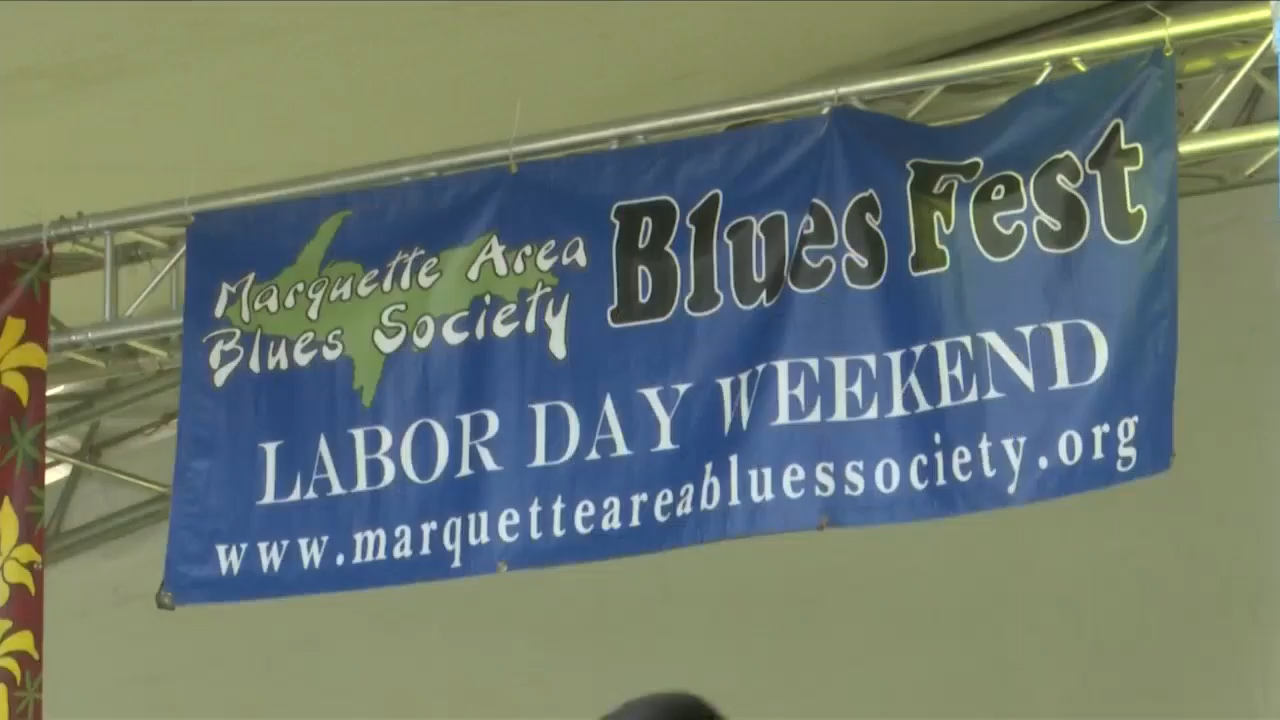 Marquette Area
Blues Society
Blues Fest
LABOR DAY WEEKEND
www.marquetteareabluessociety.org